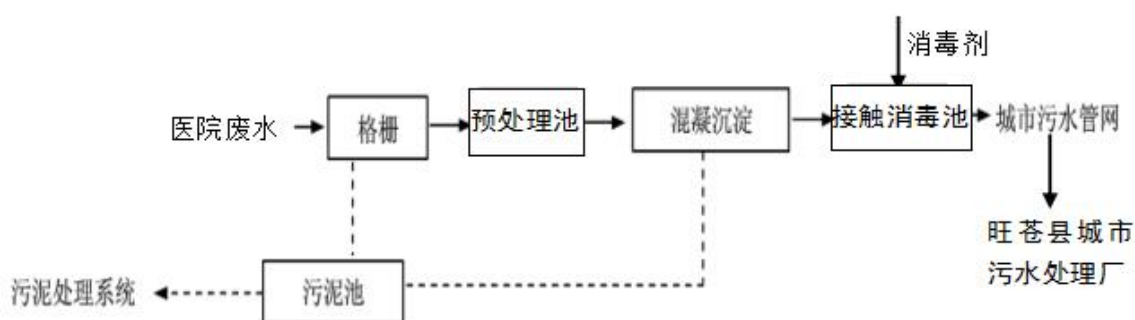 消毒剂
医院废水
格栅
预处理池
混凝沉淀
接触消毒池
城市污水管网
旺苍县城市
污水处理厂
污泥处理系统
污泥池